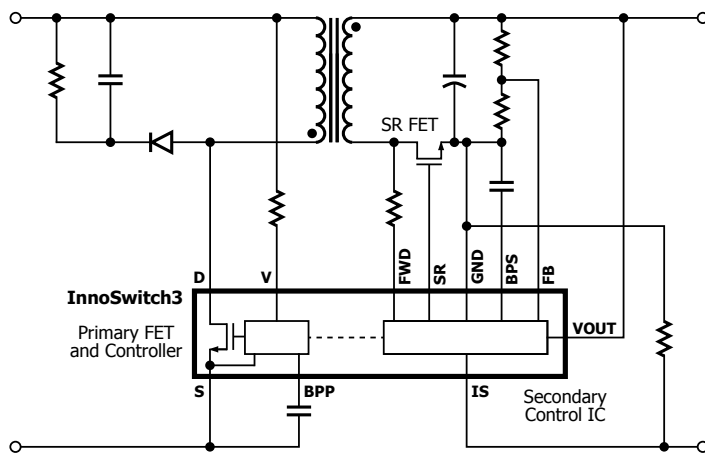 SR FET
D
V
FWD
SR
GND
BPS
FB
InnoSwitch3
Primary FET
and Controller
VOUT
S
BPP
IS
Secondary
Control IC